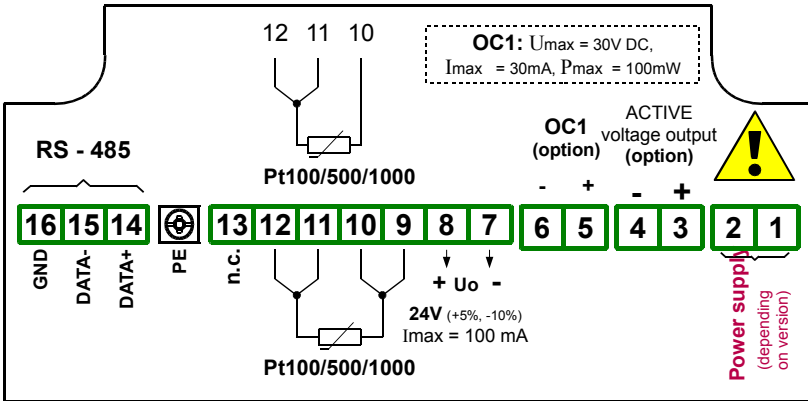 12 11 10
OC1: Umax = 30V DC,
Imax = 30mA, Pmax = 100mW
Pt100/500/1000
RS - 485
OC1
(option)
- +
ACTIVE
voltage output
(option)
- +
!
16 15 14 PE 13 12 11 10 9 8 7 6 5 4 3 2 1
GND
DATA-
DATA+
n.c.
+ Uo -
24V (+5%, -10%)
Imax = 100 mA
Pt100/500/1000
Power supply
(depending
on version)